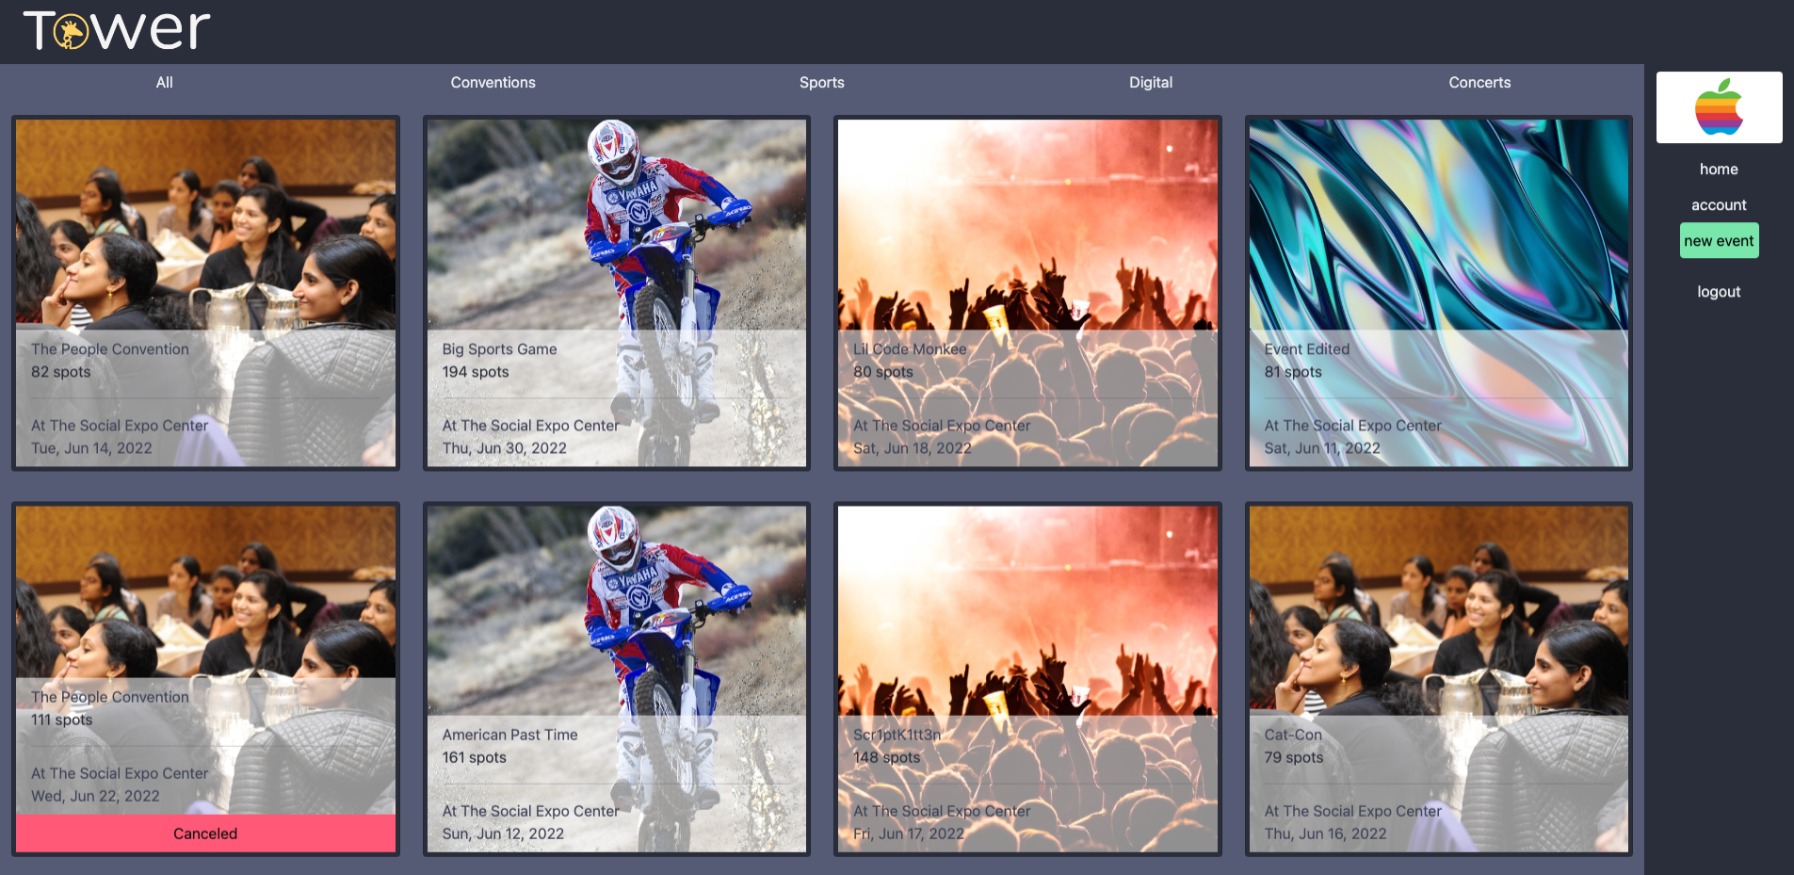 Tower
All
Conventions
Sports
Digital
Concerts
home
account
new event
logout
The People Convention
82 spots
At The Social Expo Center
Tue, Jun 14, 2022
Big Sports Game
194 spots
At The Social Expo Center
Thu, Jun 30, 2022
Lil Code Monkee
80 spots
At The Social Expo Center
Sat, Jun 18, 2022
Event Edited
81 spots
At The Social Expo Center
Sat, Jun 11, 2022
The People Convention
111 spots
At The Social Expo Center
Wed, Jun 22, 2022
Canceled
YAMAHA
American Past Time
161 spots
At The Social Expo Center
Sun, Jun 12, 2022
YAMAHA
Scr1ptK1tt3n
148 spots
At The Social Expo Center
Fri, Jun 17, 2022
Cat-Con
79 spots
At The Social Expo Center
Thu, Jun 16, 2022